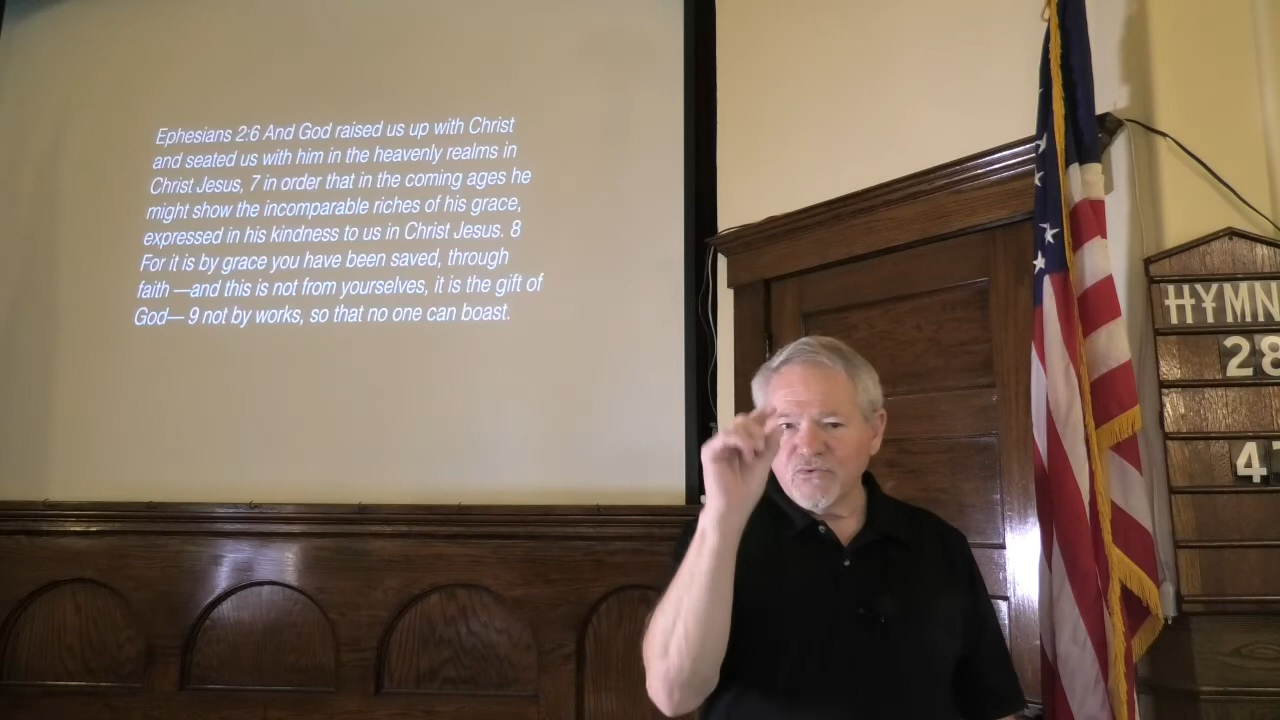 Ephesians 2:6 And God raised us up with Christ
and seated us with him in the heavenly realms in
Christ Jesus, 7 in order that in the coming ages he
might show the incomparable riches of his grace,
expressed in his kindness to us in Christ Jesus. 8
For it is by grace you have been saved, through
faith —and this is not from yourselves, it is the gift of
God— 9 not by works, so that no one can boast.
HYMN
28
4